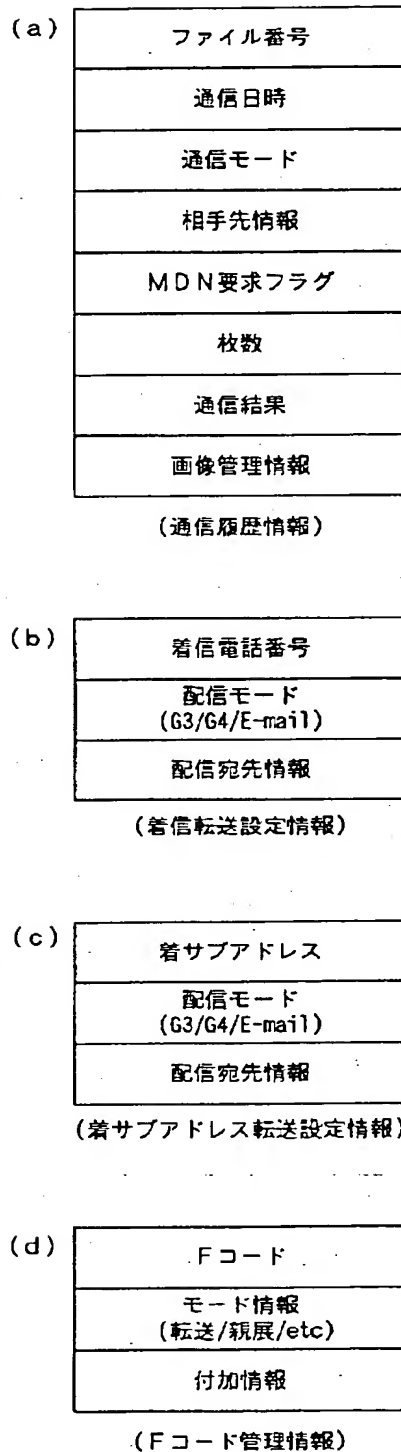 (a)
ファイル番号
通信日時
通信モード
相手先情報
MDN要求フラグ
枚数
通信結果
画像管理情報
(通信履歴情報)
(b)
着信電話番号
配信モード
(G3/G4/E-mail)
配信宛先情報
(着信転送設定情報)
(c)
着サブアドレス
配信モード
(G3/G4/E-mail)
配信宛先情報
(着サブアドレス転送設定情報)
(d)
Fコード
モード情報
(転送/親展/etc)
付加情報
(Fコード管理情報)